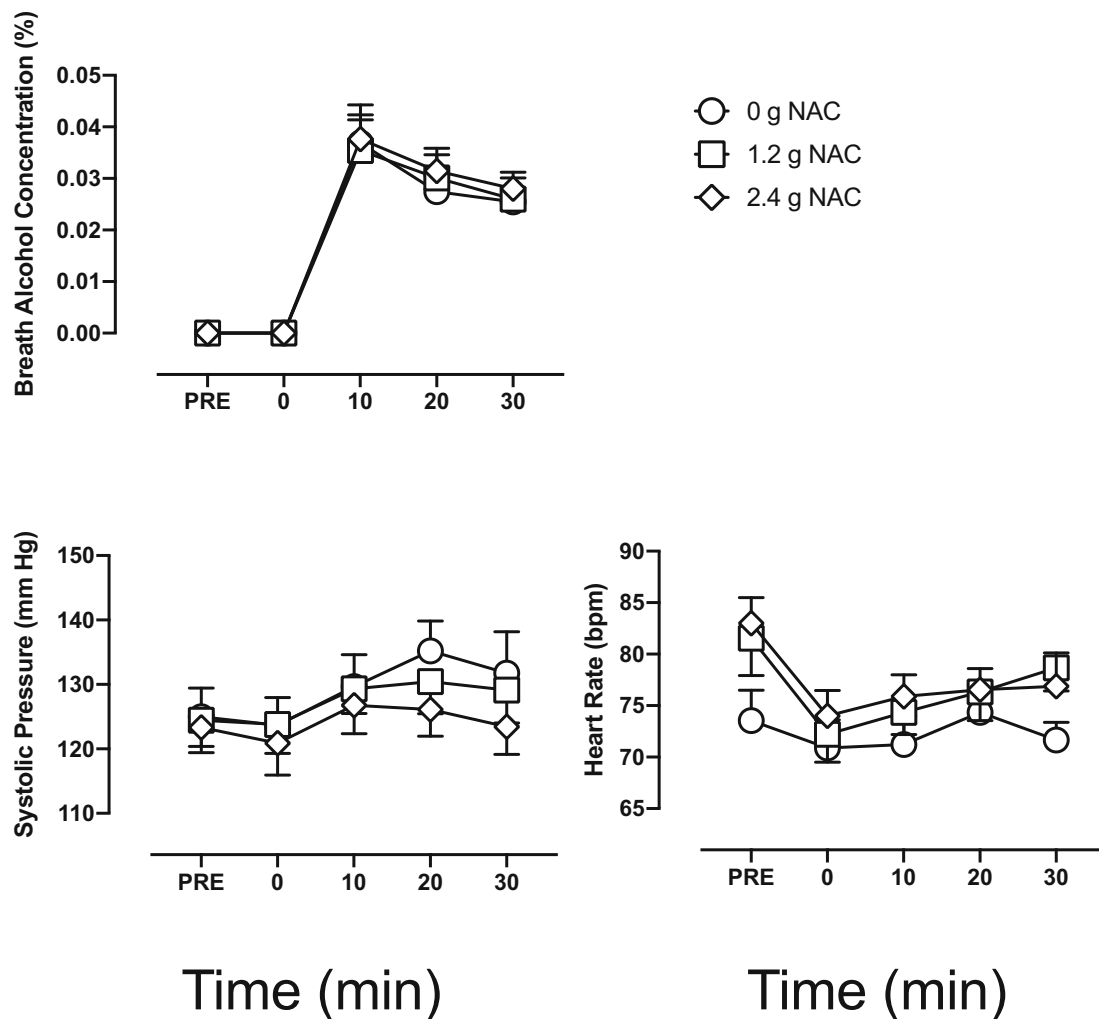 Breath Alcohol Concentration (%)
0.05
0.04
0.03
0.02
0.01
0.00
PRE 0 10 20 30
0 g NAC
1.2 g NAC
2.4 g NAC
Systolic Pressure (mm Hg)
150
140
130
120
110
PRE 0 10 20 30
Time (min)
Heart Rate (bpm)
90
85
80
75
70
65
PRE 0 10 20 30
Time (min)